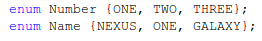 enum Number {ONE, TWO, THREE};
enum Name {NEXUS, ONE, GALAXY};